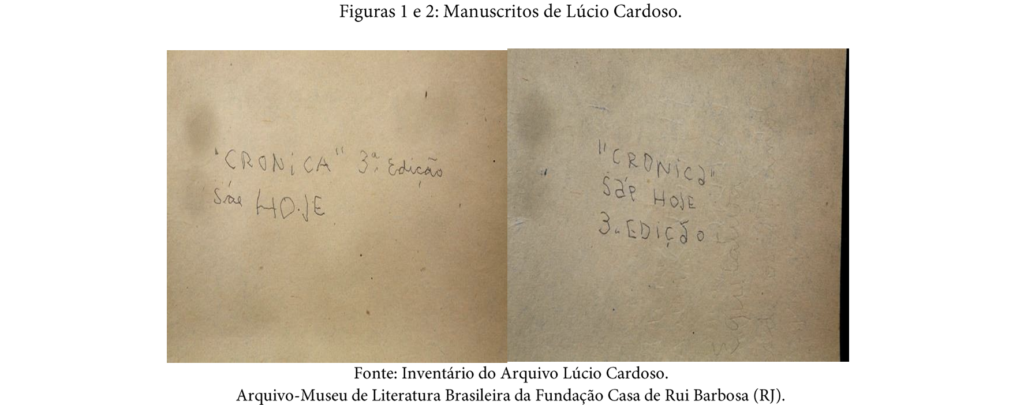 Figuras 1 e 2: Manuscritos de Lúcio Cardoso.
"CRONiCA" 3ª. Edição
Sáe HOJE
"CRONicà"
Sáe HOJE
3. EDIÇÃO
Fonte: Inventário do Arquivo Lúcio Cardoso.
Arquivo-Museu de Literatura Brasileira da Fundação Casa de Rui Barbosa (RJ).